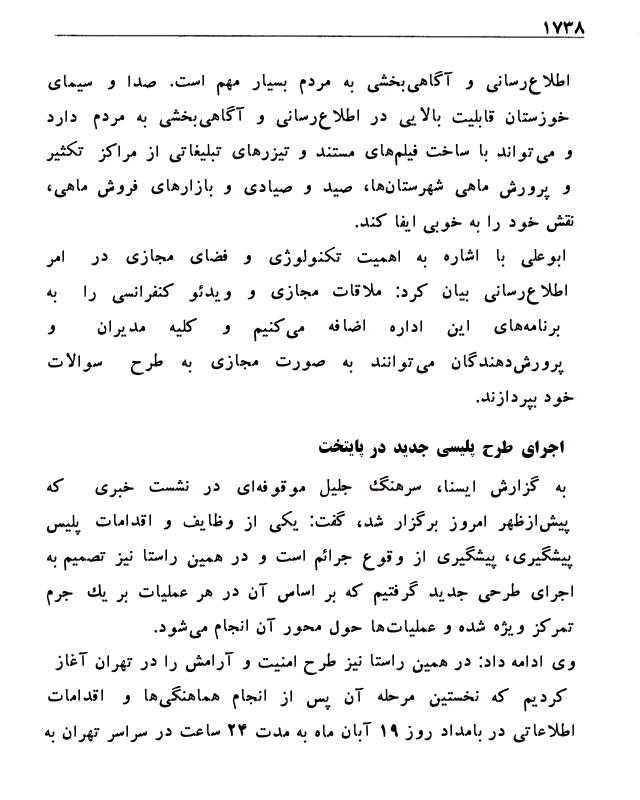 ۱۷۳۸
اطلاع‌رسانی و آگاهی‌بخشی به مردم بسیار مهم است. صدا و سیمای
خوزستان قابلیت بالایی در اطلاع‌رسانی و آگاهی‌بخشی به مردم دارد
و می‌تواند با ساخت فیلم‌های مستند و تیزرهای تبلیغاتی از مراکز تکثیر
و پرورش ماهی شهرستان‌ها، صید و صیادی و بازارهای فروش ماهی،
نقش خود را به خوبی ایفا کند.
ابوعلی با اشاره به اهمیت تکنولوژی و فضای مجازی در امر
اطلاع‌رسانی بیان کرد: ملاقات مجازی و ویدئو کنفرانسی را به
برنامه‌های این اداره اضافه می‌کنیم و کلیه مدیران و
پرورش‌دهندگان می‌توانند به صورت مجازی به طرح سوالات
خود بپردازند.
اجرای طرح پلیسی جدید در پایتخت
به گزارش ایسنا، سرهنگ جلیل موقوفه‌ای در نشست خبری که
پیش‌ازظهر امروز برگزار شد، گفت: یکی از وظایف و اقدامات پلیس
پیشگیری، پیشگیری از وقوع جرائم است و در همین راستا نیز تصمیم به
اجرای طرحی جدید گرفتیم که بر اساس آن در هر عملیات بر یك جرم
تمرکز ویژه شده و عملیات‌ها حول محور آن انجام می‌شود.
وی ادامه داد: در همین راستا نیز طرح امنیت و آرامش را در تهران آغاز
کردیم که نخستین مرحله آن پس از انجام هماهنگی‌ها و اقدامات
اطلاعاتی در بامداد روز ۱۹ آبان ماه به مدت ۲۴ ساعت در سراسر تهران به